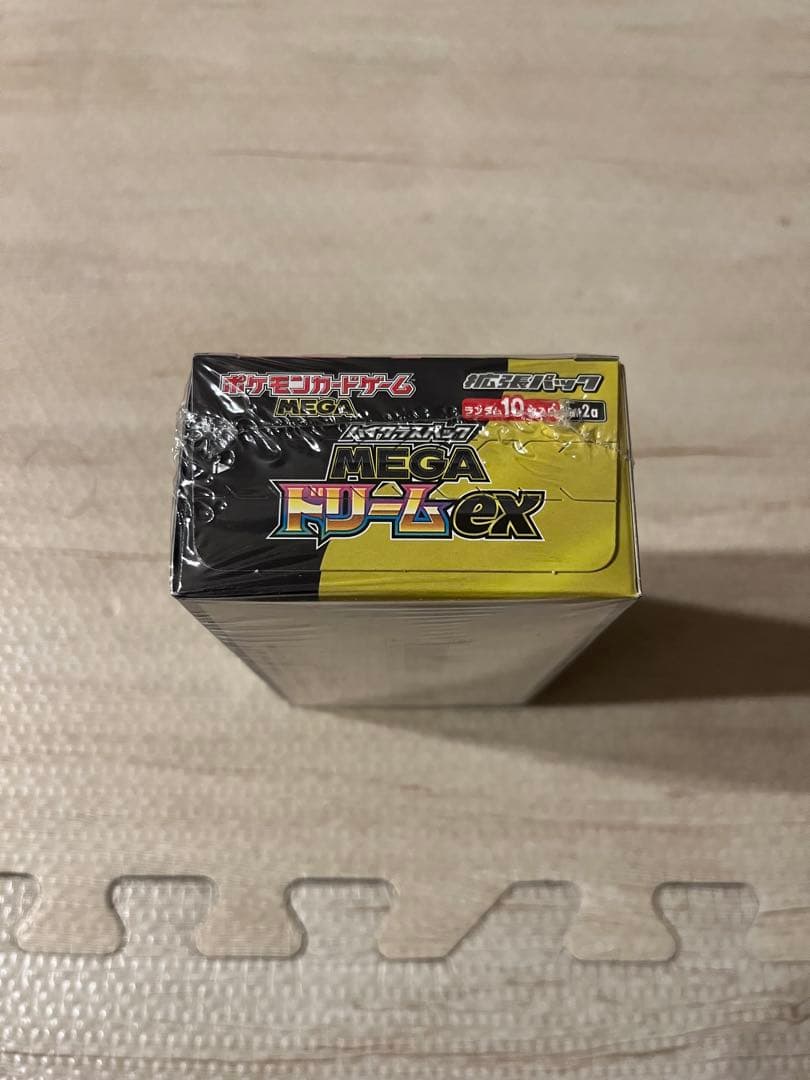 ポケモンカードゲーム
MEGA
拡張パック
ランダム10
2a
ハイクラスパック
MEGA
ドリームex